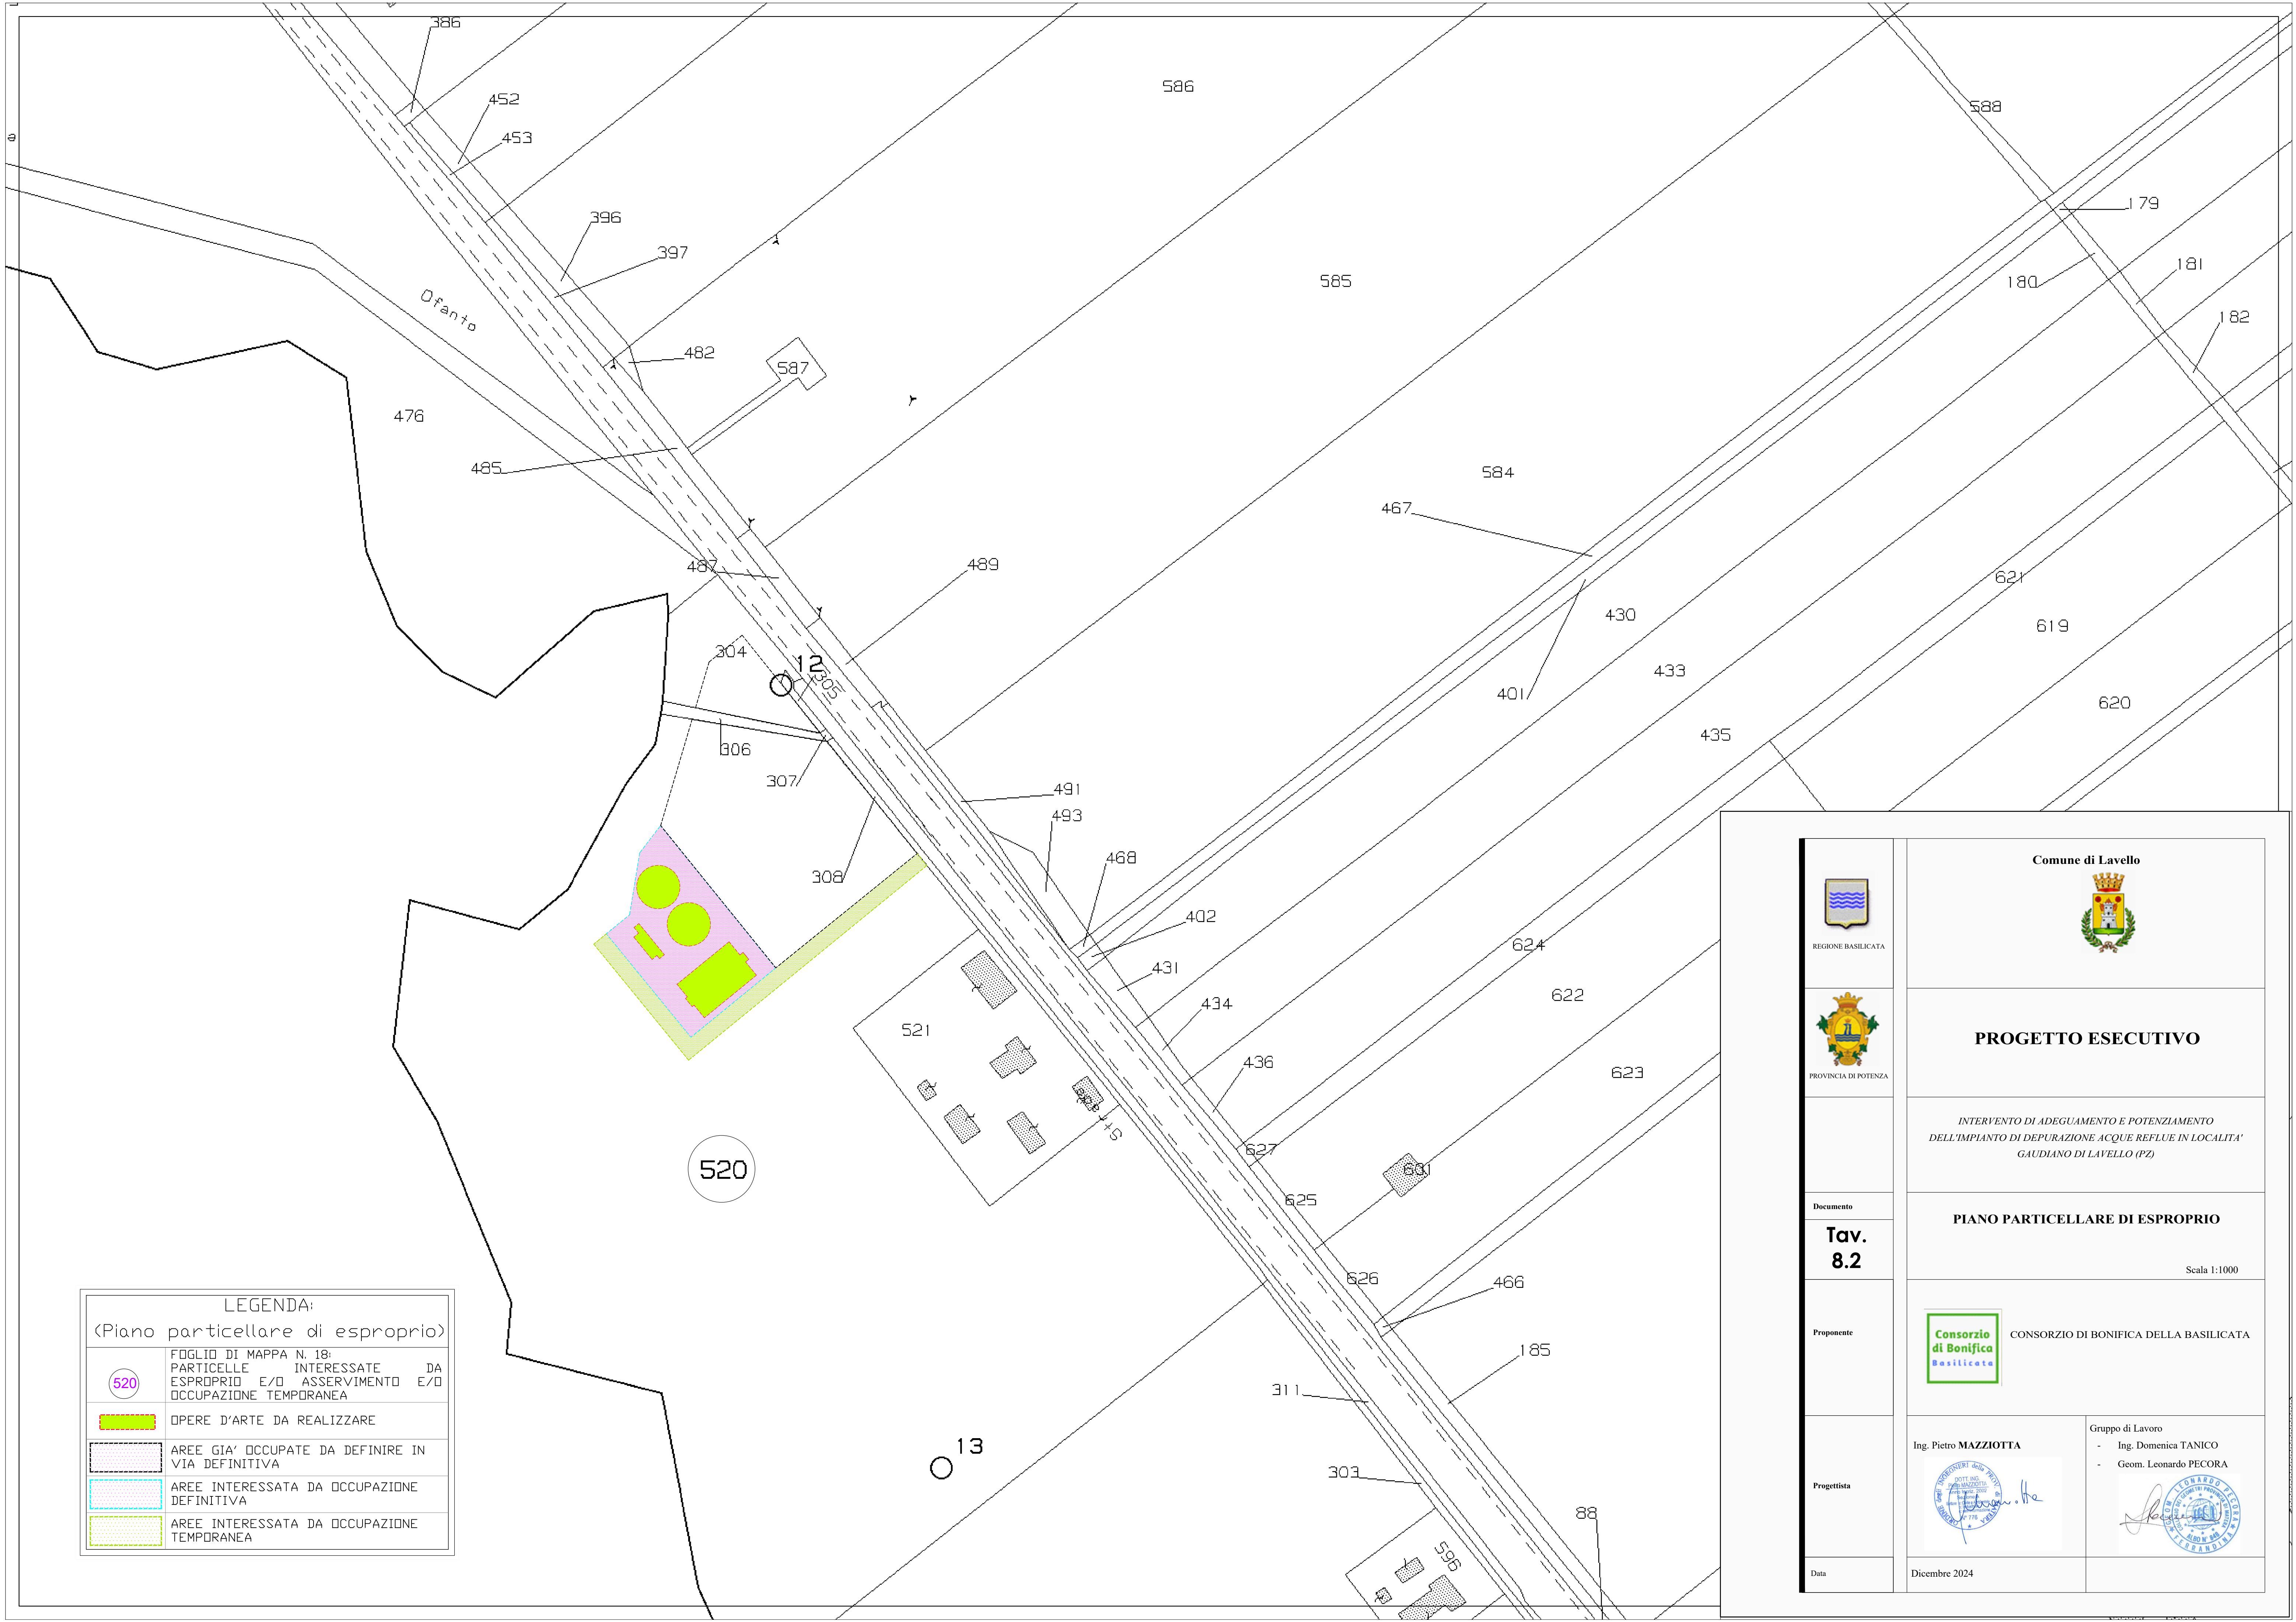 386
452
453
396
397
482
587
586
585
588
179
180
181
182
Ofanto
476
485
584
467
487
489
621
430
619
433
401
620
435
304
12
305
306
307
491
493
308
468
402
624
431
622
434
521
436
623
627
601
520
625
626
466
185
311
13
303
88
596
LEGENDA:
(Piano particellare di esproprio)
520
FOGLIO DI MAPPA N. 18:
PARTICELLE INTERESSATE DA
ESPROPRIO E/O ASSERVIMENTO E/O
OCCUPAZIONE TEMPORANEA
OPERE D'ARTE DA REALIZZARE
AREE GIA' OCCUPATE DA DEFINIRE IN
VIA DEFINITIVA
AREE INTERESSATA DA OCCUPAZIONE
DEFINITIVA
AREE INTERESSATA DA OCCUPAZIONE
TEMPORANEA
REGIONE BASILICATA
Comune di Lavello
PROVINCIA DI POTENZA
PROGETTO ESECUTIVO
INTERVENTO DI ADEGUAMENTO E POTENZIAMENTO
DELL'IMPIANTO DI DEPURAZIONE ACQUE REFLUE IN LOCALITA'
GAUDIANO DI LAVELLO (PZ)
Documento
Tav.
8.2
PIANO PARTICELLARE DI ESPROPRIO
Scala 1:1000
Proponente
Consorzio
di Bonifica
Basilicata
CONSORZIO DI BONIFICA DELLA BASILICATA
Progettista
Ing. Pietro MAZZIOTTA
Gruppo di Lavoro
- Ing. Domenica TANICO
- Geom. Leonardo PECORA
Data
Dicembre 2024